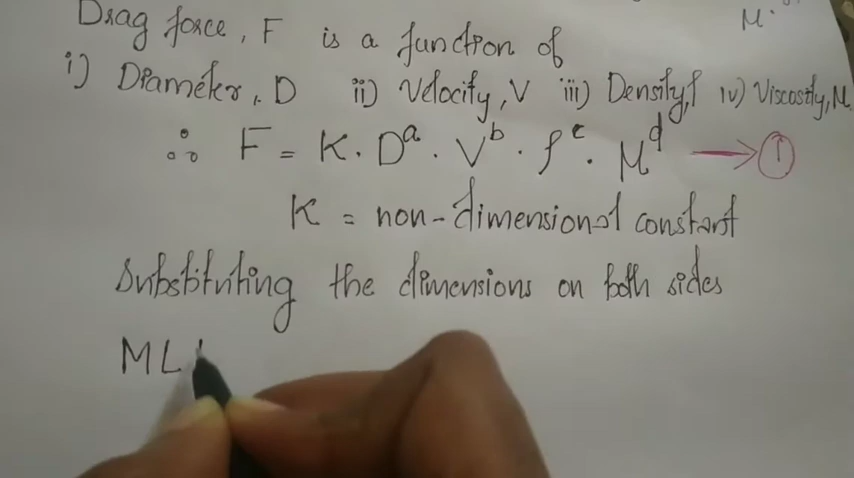 Drag force, F is a function of
i) Diameter, D ii) Velocity, V iii) Density, ρ iv) Viscosity, μ
∴ F = K · D^a · V^b · ρ^c · μ^d → ①
K = non-dimensional constant
Substituting the dimensions on both sides
ML